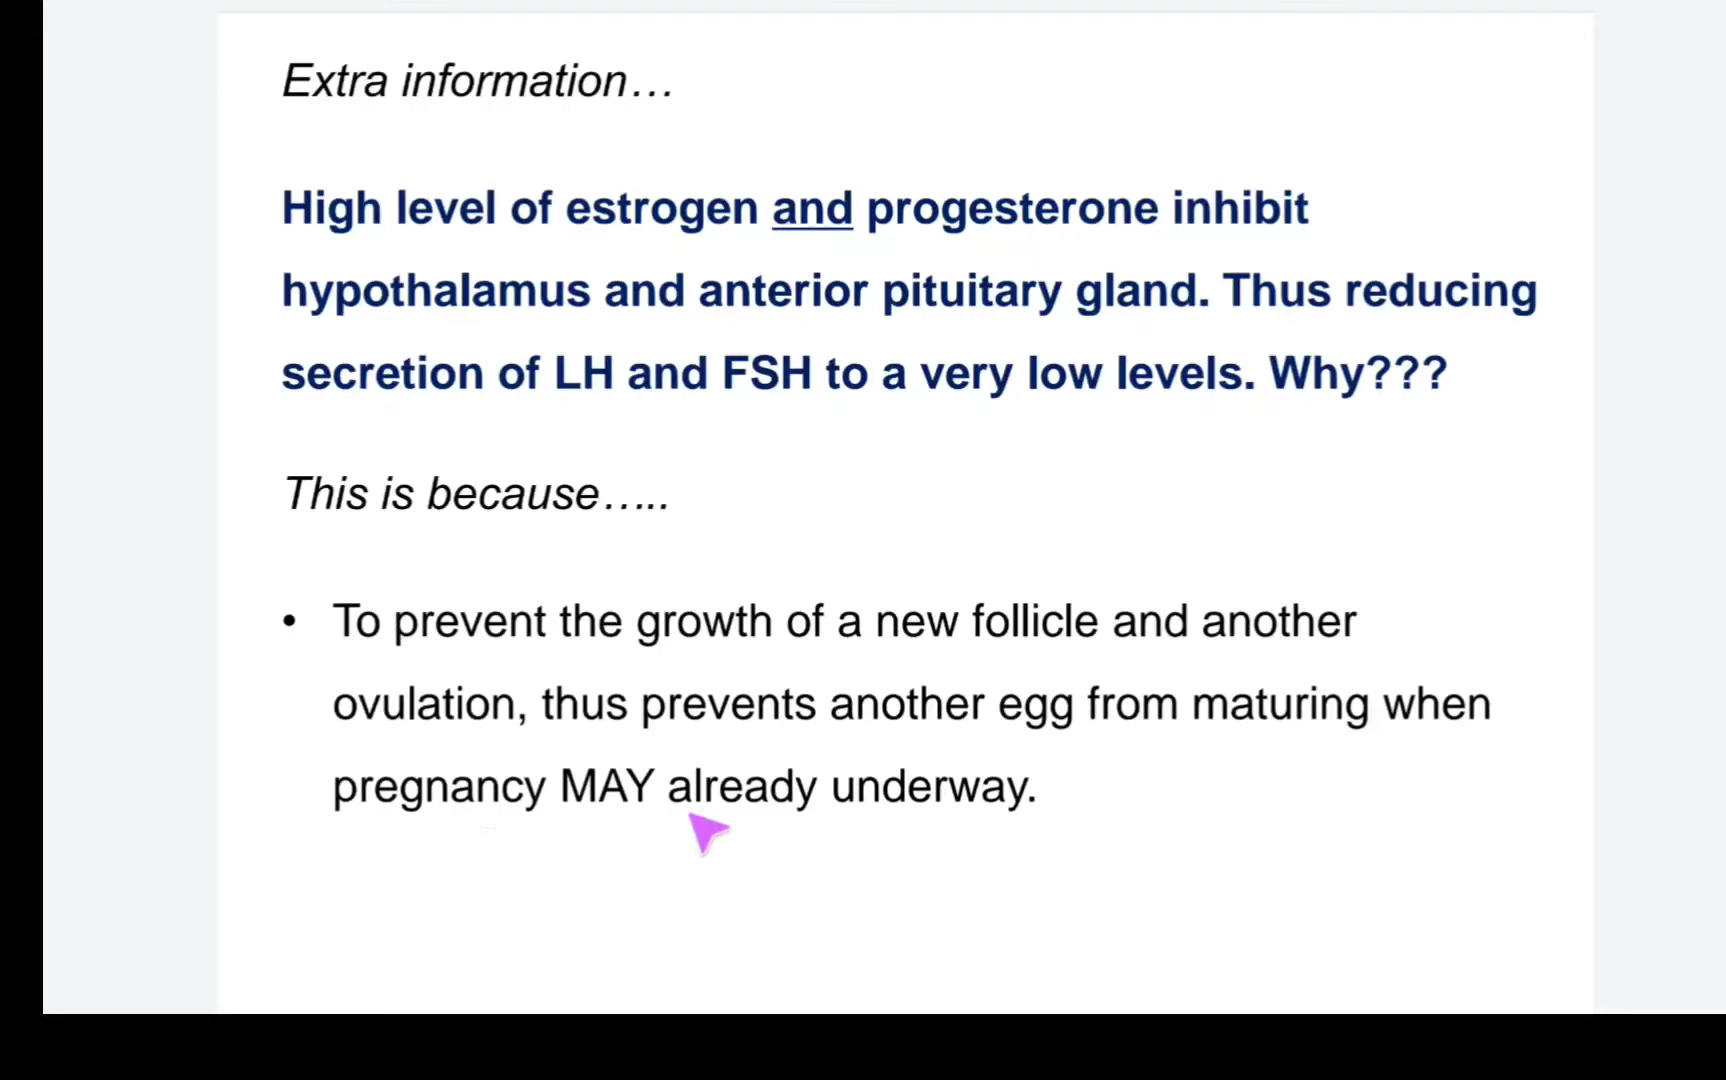 Extra information…
High level of estrogen and progesterone inhibit
hypothalamus and anterior pituitary gland. Thus reducing
secretion of LH and FSH to a very low levels. Why???
This is because…..
• To prevent the growth of a new follicle and another
ovulation, thus prevents another egg from maturing when
pregnancy MAY already underway.